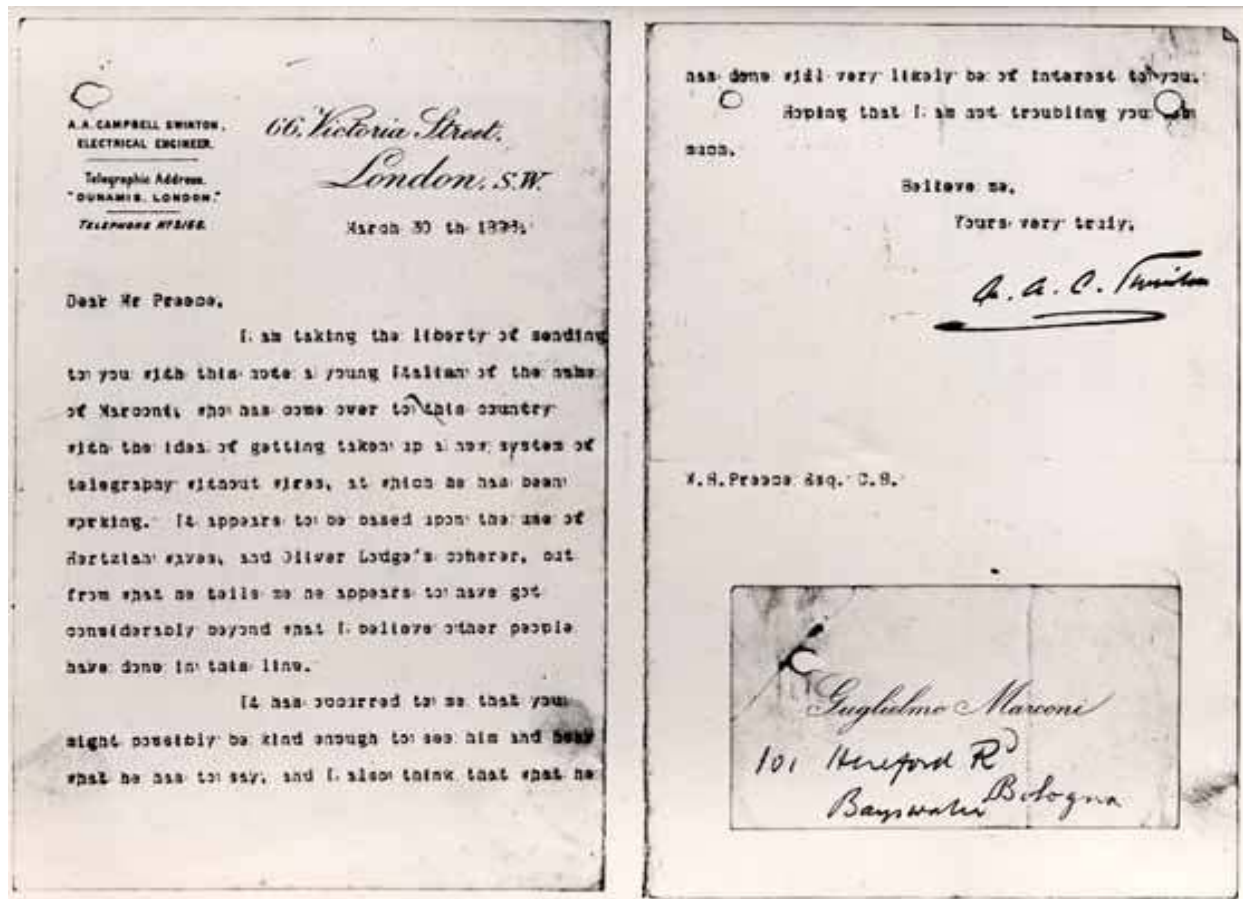 A.A. CAMPBELL SWINTON,
ELECTRICAL ENGINEER.
Telegraphic Address.
"DUNAMIS, LONDON."
TELEPHONE Nº 3/168.
66, Victoria Street,
London, S.W.
March 30 th
Dear Mr Preece,
I am taking the liberty of sending
to you with this note a young Italian of the name
of Marconi, who has come over to this country
with the idea of getting taken up a new system of
telegraphy without wires, at which he has been
working. It appears to be based upon the use of
Hertzian waves, and Oliver Lodge's coherer, but
from what he tells me he appears to have got
considerably beyond what I believe other people
have done in this line.
It has occurred to me that you
might possibly be kind enough to see him and hear
what he has to say, and I also think that what he
has done will very likely be of interest to you.
Hoping that I am not troubling you too
much,
Believe me,
Yours very truly,
A. A. C. Swinton
W.H. Preece Esq. C.B.
Guglielmo Marconi
101 Hereford Rd
Bayswater
Bologna